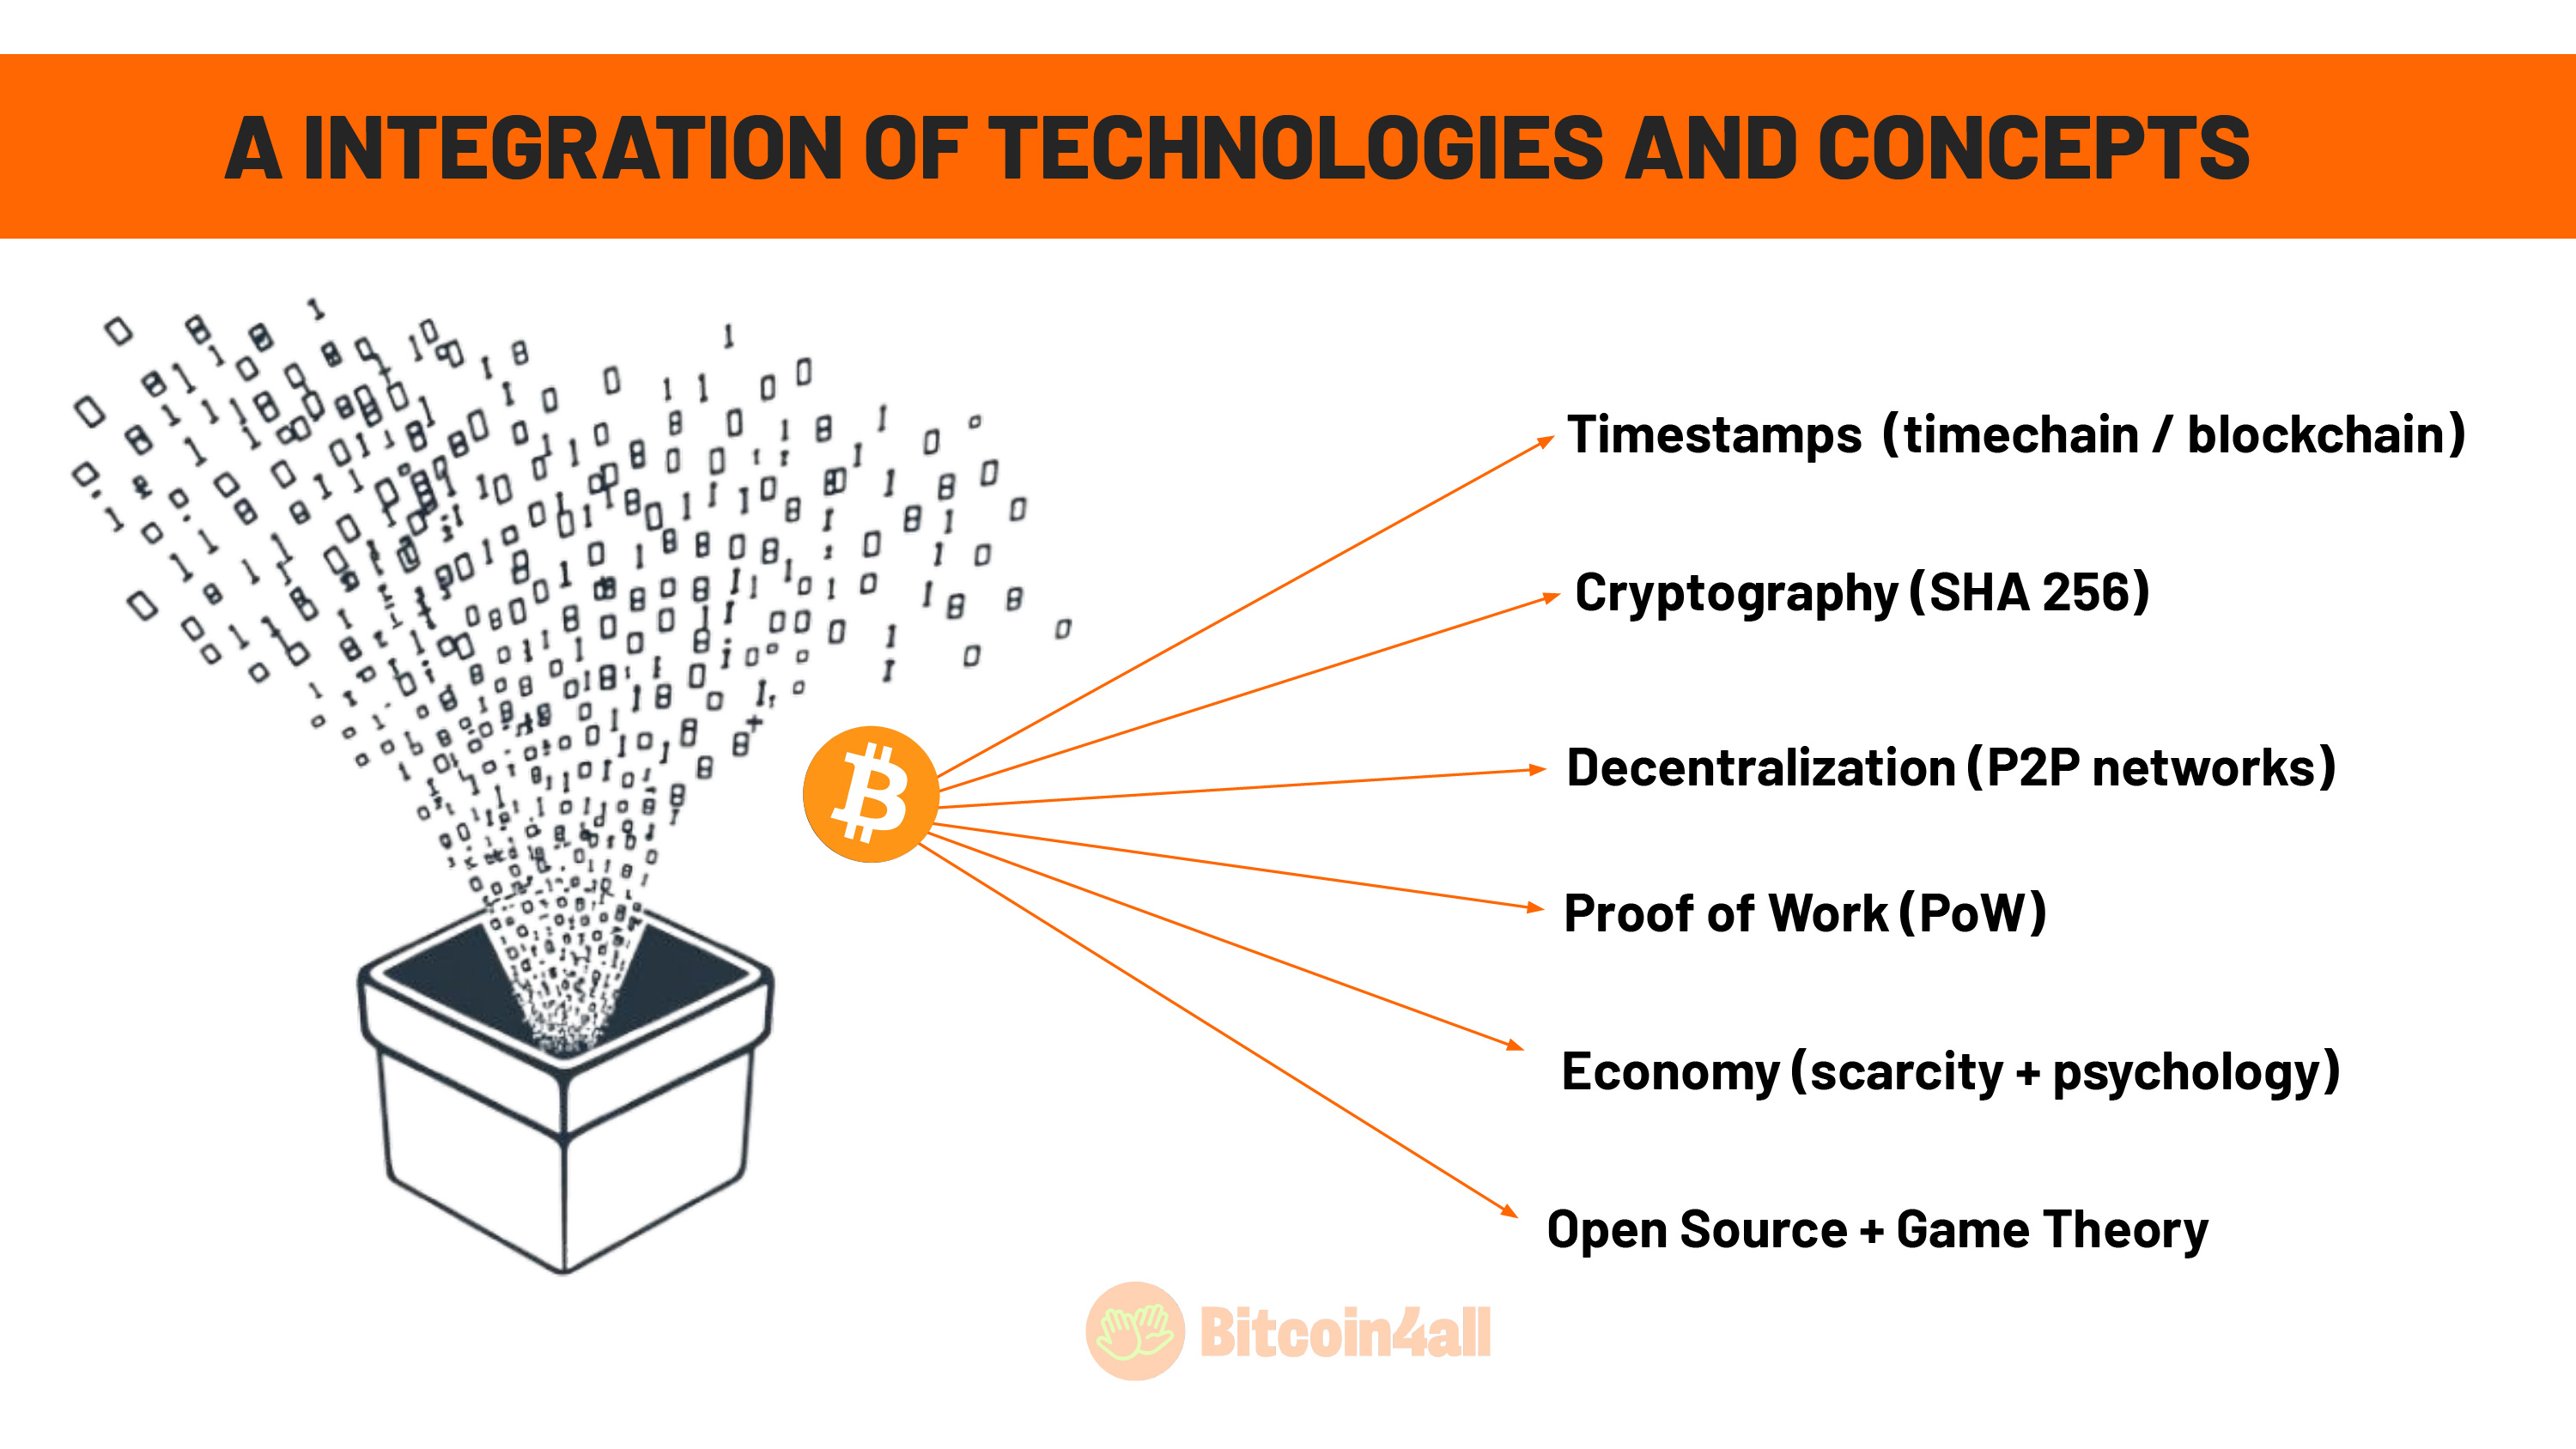 A INTEGRATION OF TECHNOLOGIES AND CONCEPTS
Timestamps (timechain / blockchain)
Cryptography (SHA 256)
Decentralization (P2P networks)
Proof of Work (PoW)
Economy (scarcity + psychology)
Open Source + Game Theory
Bitcoin4all